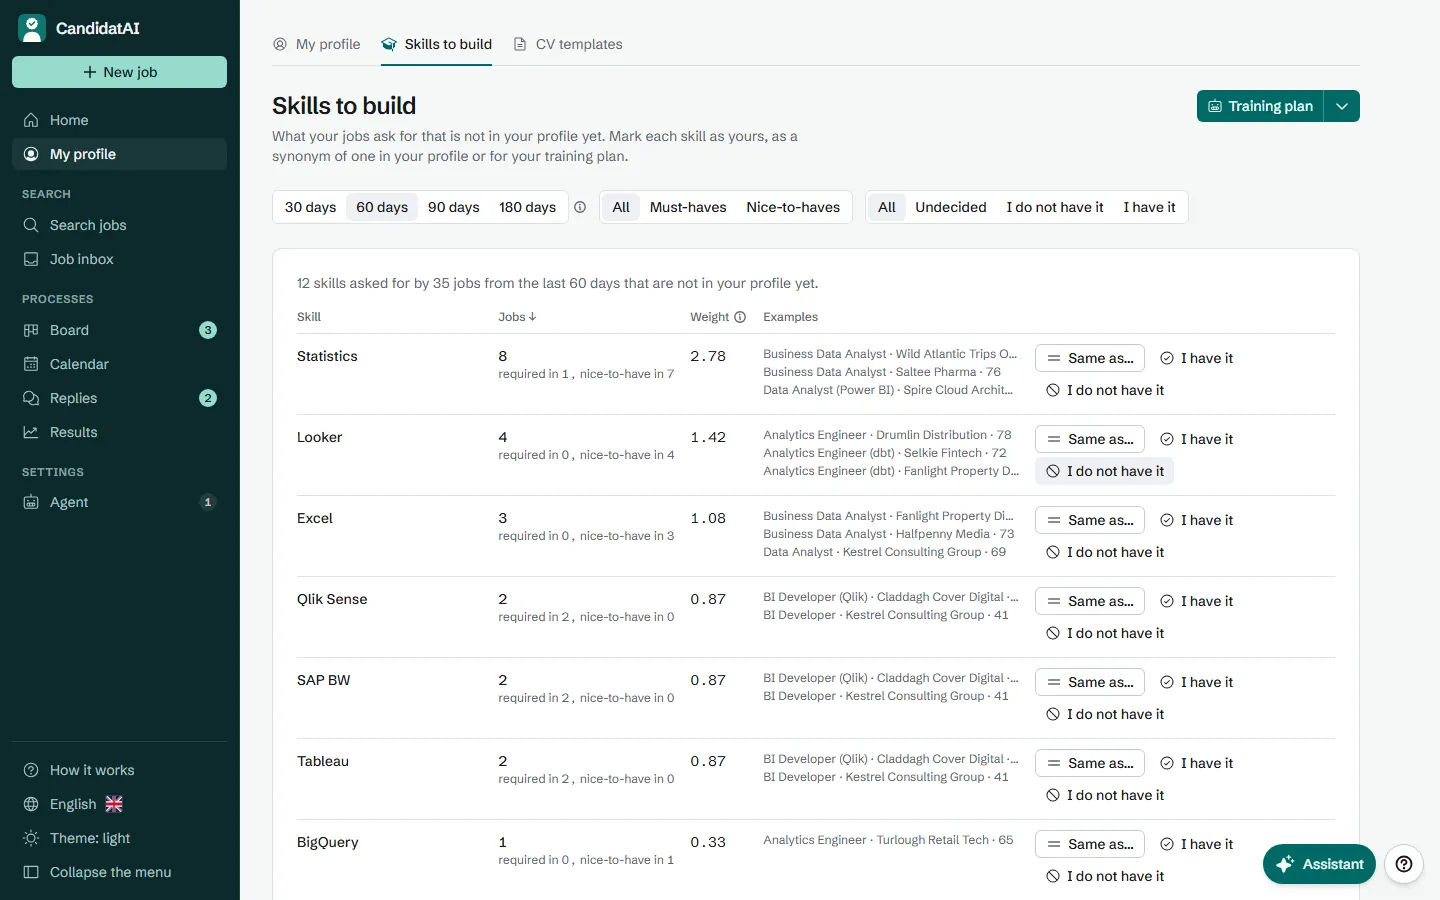 CandidatAI
New job
Home
My profile
SEARCH
Search jobs
Job inbox
PROCESSES
Board 3
Calendar
Replies 2
Results
SETTINGS
Agent 1
How it works
English
Theme: light
Collapse the menu
My profile Skills to build CV templates
Skills to build
What your jobs ask for that is not in your profile yet. Mark each skill as yours, as a
synonym of one in your profile or for your training plan.
Training plan
30 days 60 days 90 days 180 days All Must-haves Nice-to-haves All Undecided I do not have it I have it
12 skills asked for by 35 jobs from the last 60 days that are not in your profile yet.
Skill Jobs ↓ Weight Examples
Statistics 8 2.78
required in 1 , nice-to-have in 7
Business Data Analyst · Wild Atlantic Trips O...
Business Data Analyst · Saltee Pharma · 76
Data Analyst (Power BI) · Spire Cloud Archit...
Same as... I have it
I do not have it
Looker 4 1.42
required in 0 , nice-to-have in 4
Analytics Engineer · Drumlin Distribution · 78
Analytics Engineer (dbt) · Selkie Fintech · 72
Analytics Engineer (dbt) · Fanlight Property D...
Same as... I have it
I do not have it
Excel 3 1.08
required in 0 , nice-to-have in 3
Business Data Analyst · Fanlight Property Di...
Business Data Analyst · Halfpenny Media · 73
Data Analyst · Kestrel Consulting Group · 69
Same as... I have it
I do not have it
Qlik Sense 2 0.87
required in 2 , nice-to-have in 0
BI Developer (Qlik) · Claddagh Cover Digital ·...
BI Developer · Kestrel Consulting Group · 41
Same as... I have it
I do not have it
SAP BW 2 0.87
required in 2 , nice-to-have in 0
BI Developer (Qlik) · Claddagh Cover Digital ·...
BI Developer · Kestrel Consulting Group · 41
Same as... I have it
I do not have it
Tableau 2 0.87
required in 2 , nice-to-have in 0
BI Developer (Qlik) · Claddagh Cover Digital ·...
BI Developer · Kestrel Consulting Group · 41
Same as... I have it
I do not have it
BigQuery 1 0.33
required in 0 , nice-to-have in 1
Analytics Engineer · Turlough Retail Tech · 65
Same as... I have it
I do not have it
Assistant